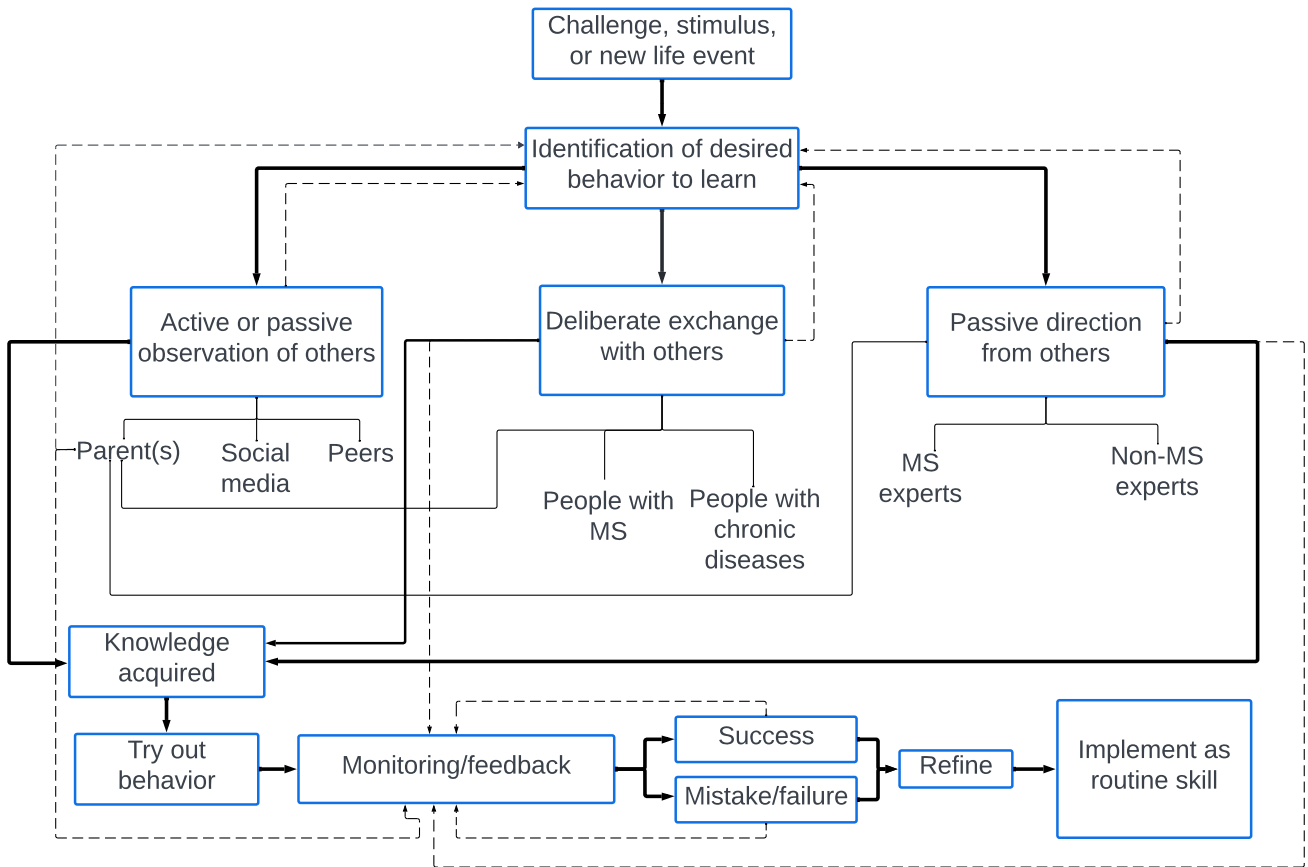 Challenge, stimulus,
or new life event
Identification of desired
behavior to learn
Active or passive
observation of others
Deliberate exchange
with others
Passive direction
from others
Parent(s)
Social
media
Peers
People with
MS
People with
chronic
diseases
MS
experts
Non-MS
experts
Knowledge
acquired
Try out
behavior
Monitoring/feedback
Success
Mistake/failure
Refine
Implement as
routine skill